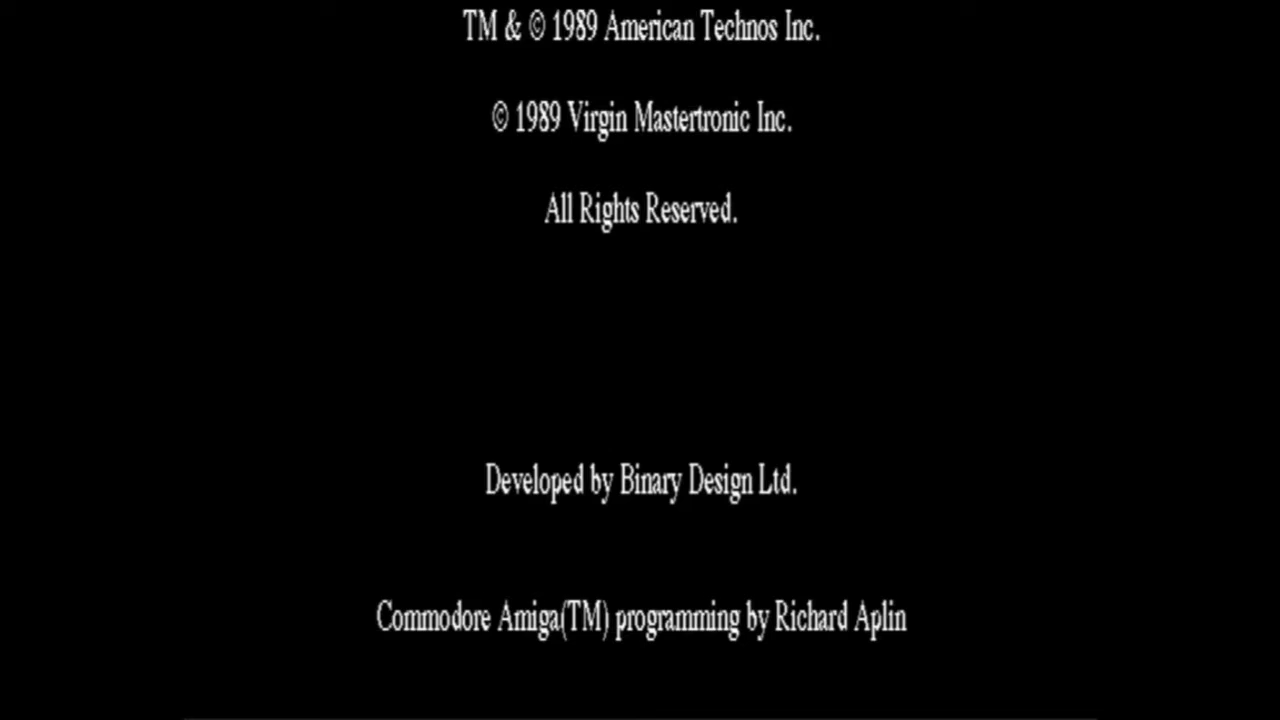 TM & © 1989 American Technos Inc.
© 1989 Virgin Mastertronic Inc.
All Rights Reserved.
Developed by Binary Design Ltd.
Commodore Amiga(TM) programming by Richard Aplin